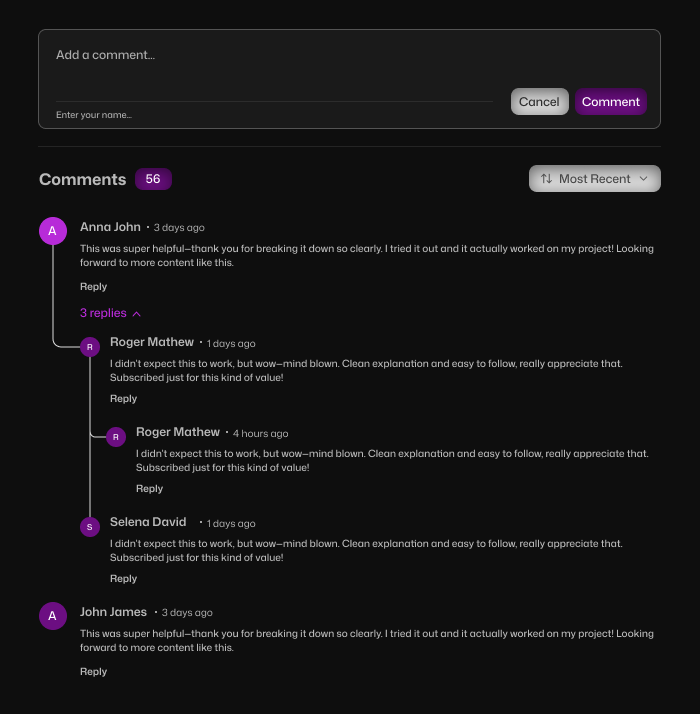 Add a comment...
Cancel
Comment
Enter your name...
Comments 56
Most Recent
A
Anna John • 3 days ago
This was super helpful—thank you for breaking it down so clearly. I tried it out and it actually worked on my project! Looking
forward to more content like this.
Reply
3 replies
R
Roger Mathew • 1 days ago
I didn't expect this to work, but wow—mind blown. Clean explanation and easy to follow, really appreciate that.
Subscribed just for this kind of value!
Reply
R
Roger Mathew • 4 hours ago
I didn't expect this to work, but wow—mind blown. Clean explanation and easy to follow, really appreciate that.
Subscribed just for this kind of value!
Reply
S
Selena David • 1 days ago
I didn't expect this to work, but wow—mind blown. Clean explanation and easy to follow, really appreciate that.
Subscribed just for this kind of value!
Reply
A
John James • 3 days ago
This was super helpful—thank you for breaking it down so clearly. I tried it out and it actually worked on my project! Looking
forward to more content like this.
Reply